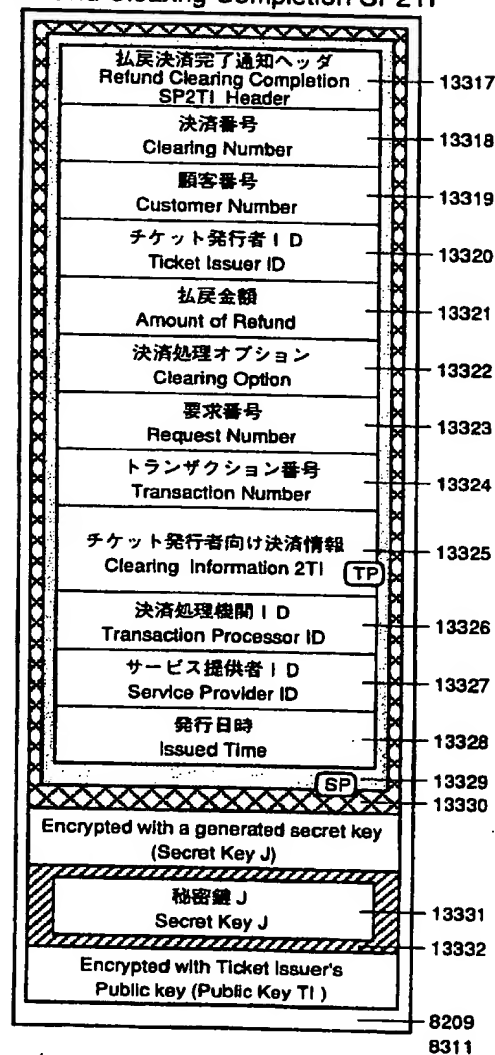 Clearing Completion SP2TI
払戻決済完了通知ヘッダ
Refund Clearing Completion
SP2TI Header
13317
決済番号
Clearing Number
13318
顧客番号
Customer Number
13319
チケット発行者ID
Ticket Issuer ID
13320
払戻金額
Amount of Refund
13321
決済処理オプション
Clearing Option
13322
要求番号
Request Number
13323
トランザクション番号
Transaction Number
13324
チケット発行者向け決済情報
Clearing Information 2TI
TP
13325
決済処理機関ID
Transaction Processor ID
13326
サービス提供者ID
Service Provider ID
13327
発行日時
Issued Time
13328
SP
13329
13330
Encrypted with a generated secret key
(Secret Key J)
秘密鍵J
Secret Key J
13331
13332
Encrypted with Ticket Issuer's
Public key (Public Key TI )
8209
8311